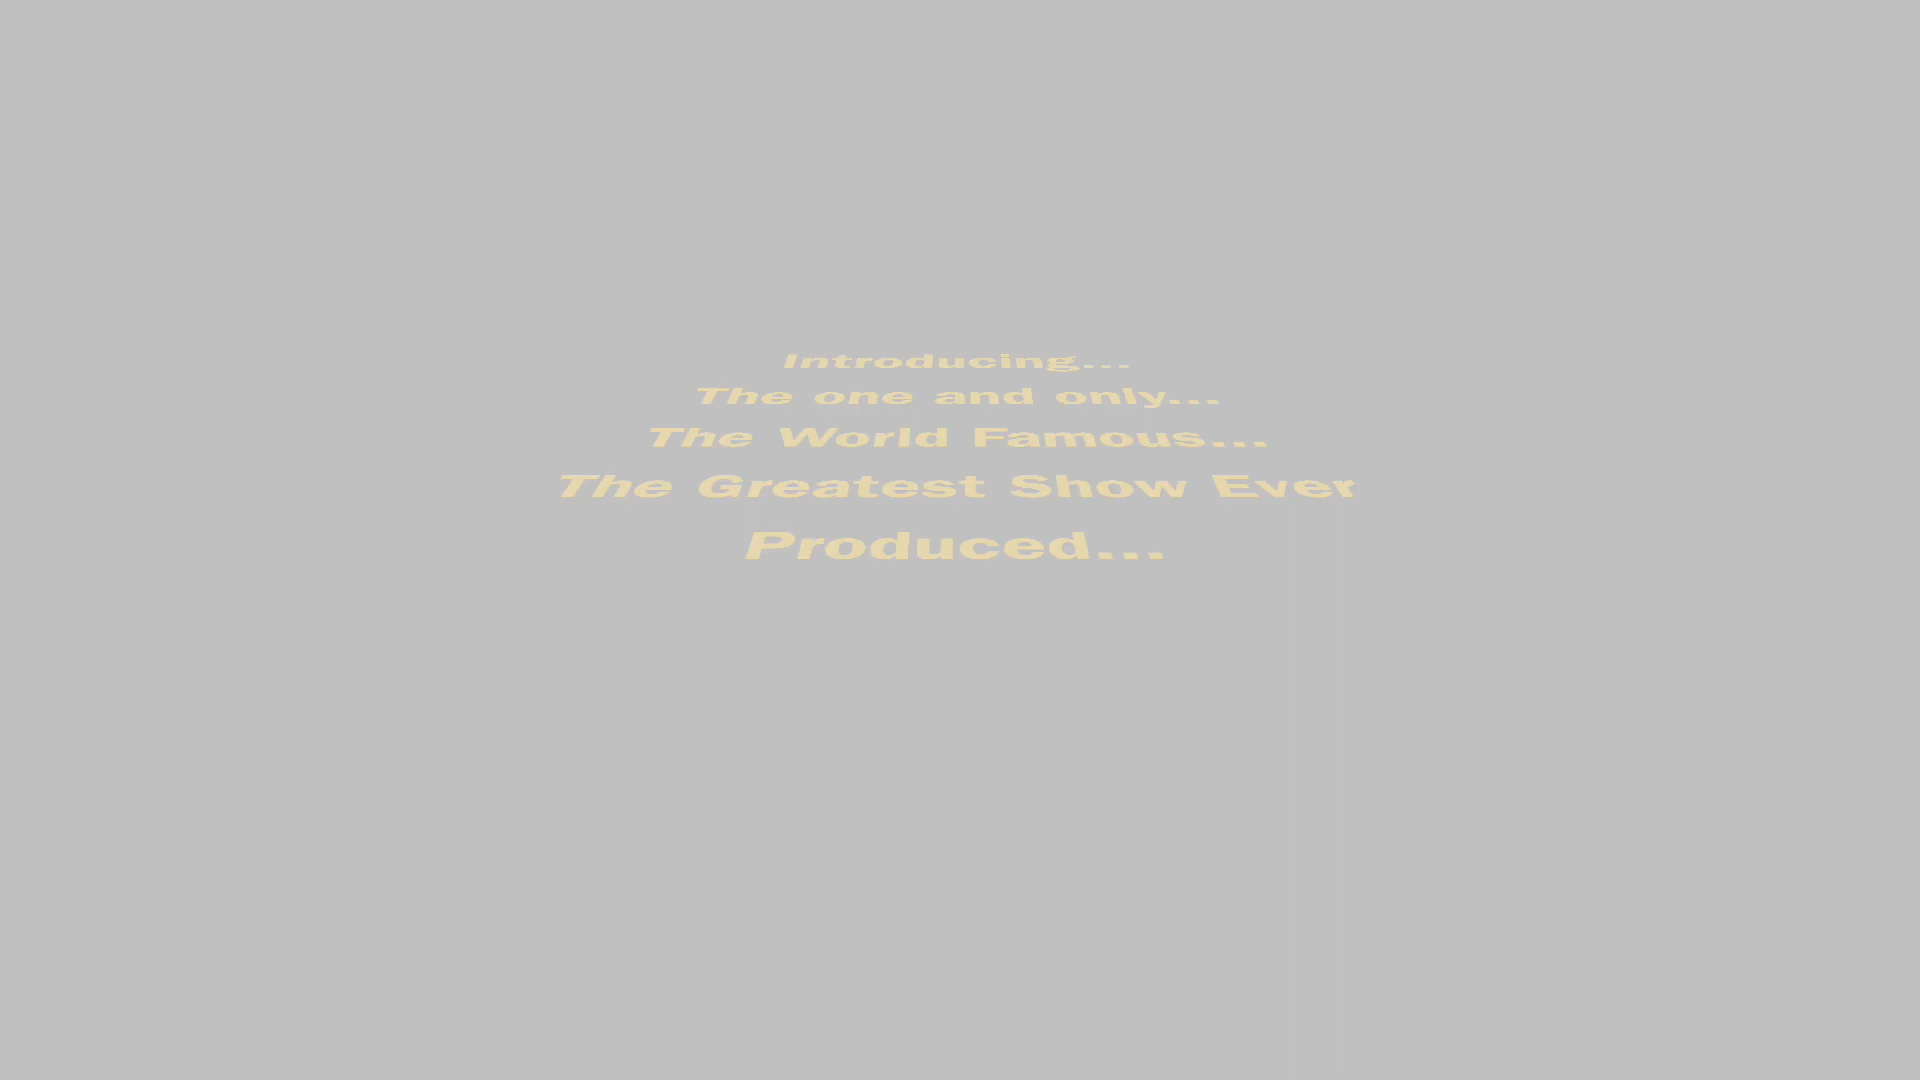 Introducing...
The one and only...
The World Famous...
The Greatest Show Ever
Produced...